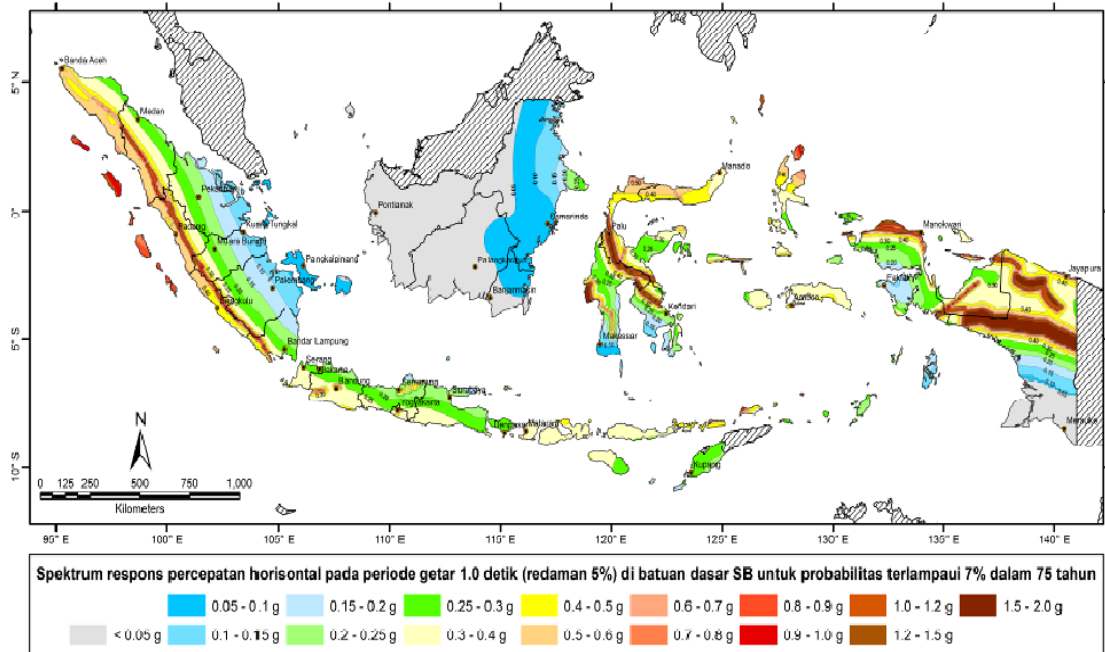 Banda Aceh
5°N
Medan
Manado
Pekanbaru
0°
Pontianak
Samarinda
Palu
Manokwari
Padang
Kuala Tungkal
Muara Bungo
Pangkalpinang
Palangkaraya
Jayapura
Palembang
Banjarmasin
Bengkulu
Kendari
Ambon
5°S
Bandar Lampung
Makassar
Serang
Jakarta
Bandung
Semarang
Surabaya
Yogyakarta
N
Denpasar
Mataram
Merauke
10°S
Kupang
0 125 250 500 750 1,000
Kilometers
95° E 100° E 105° E 110° E 115° E 120° E 125° E 130° E 135° E 140° E
Spektrum respons percepatan horisontal pada periode getar 1.0 detik (redaman 5%) di batuan dasar SB untuk probabilitas terlampaui 7% dalam 75 tahun
0.05 - 0.1 g 0.15 - 0.2 g 0.25 - 0.3 g 0.4 - 0.5 g 0.6 - 0.7 g 0.8 - 0.9 g 1.0 - 1.2 g 1.5 - 2.0 g
< 0.05 g 0.1 - 0.15 g 0.2 - 0.25 g 0.3 - 0.4 g 0.5 - 0.6 g 0.7 - 0.8 g 0.9 - 1.0 g 1.2 - 1.5 g